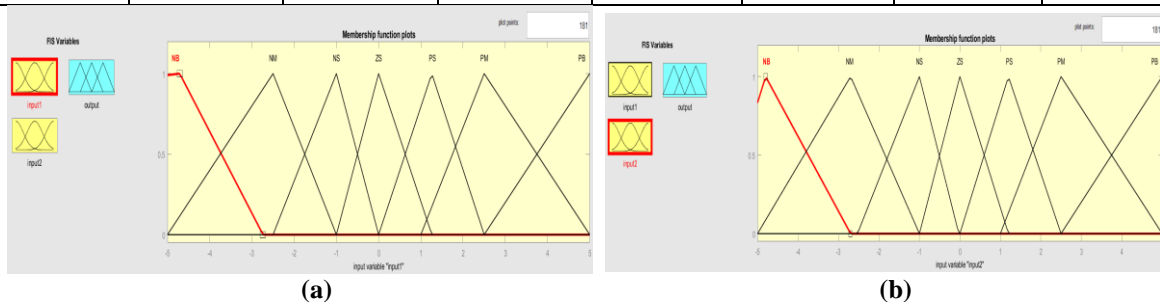 plot points: 181
FIS Variables
Membership function plots
NB NM NS ZS PS PM PB
input1 output
input2
1
0.5
0
-5 -4 -3 -2 -1 0 1 2 3 4 5
input variable "input1"
(a)
plot points: 181
FIS Variables
Membership function plots
NB NM NS ZS PS PM PB
input1 output
input2
1
0.5
0
-5 -4 -3 -2 -1 0 1 2 3 4 5
input variable "input2"
(b)